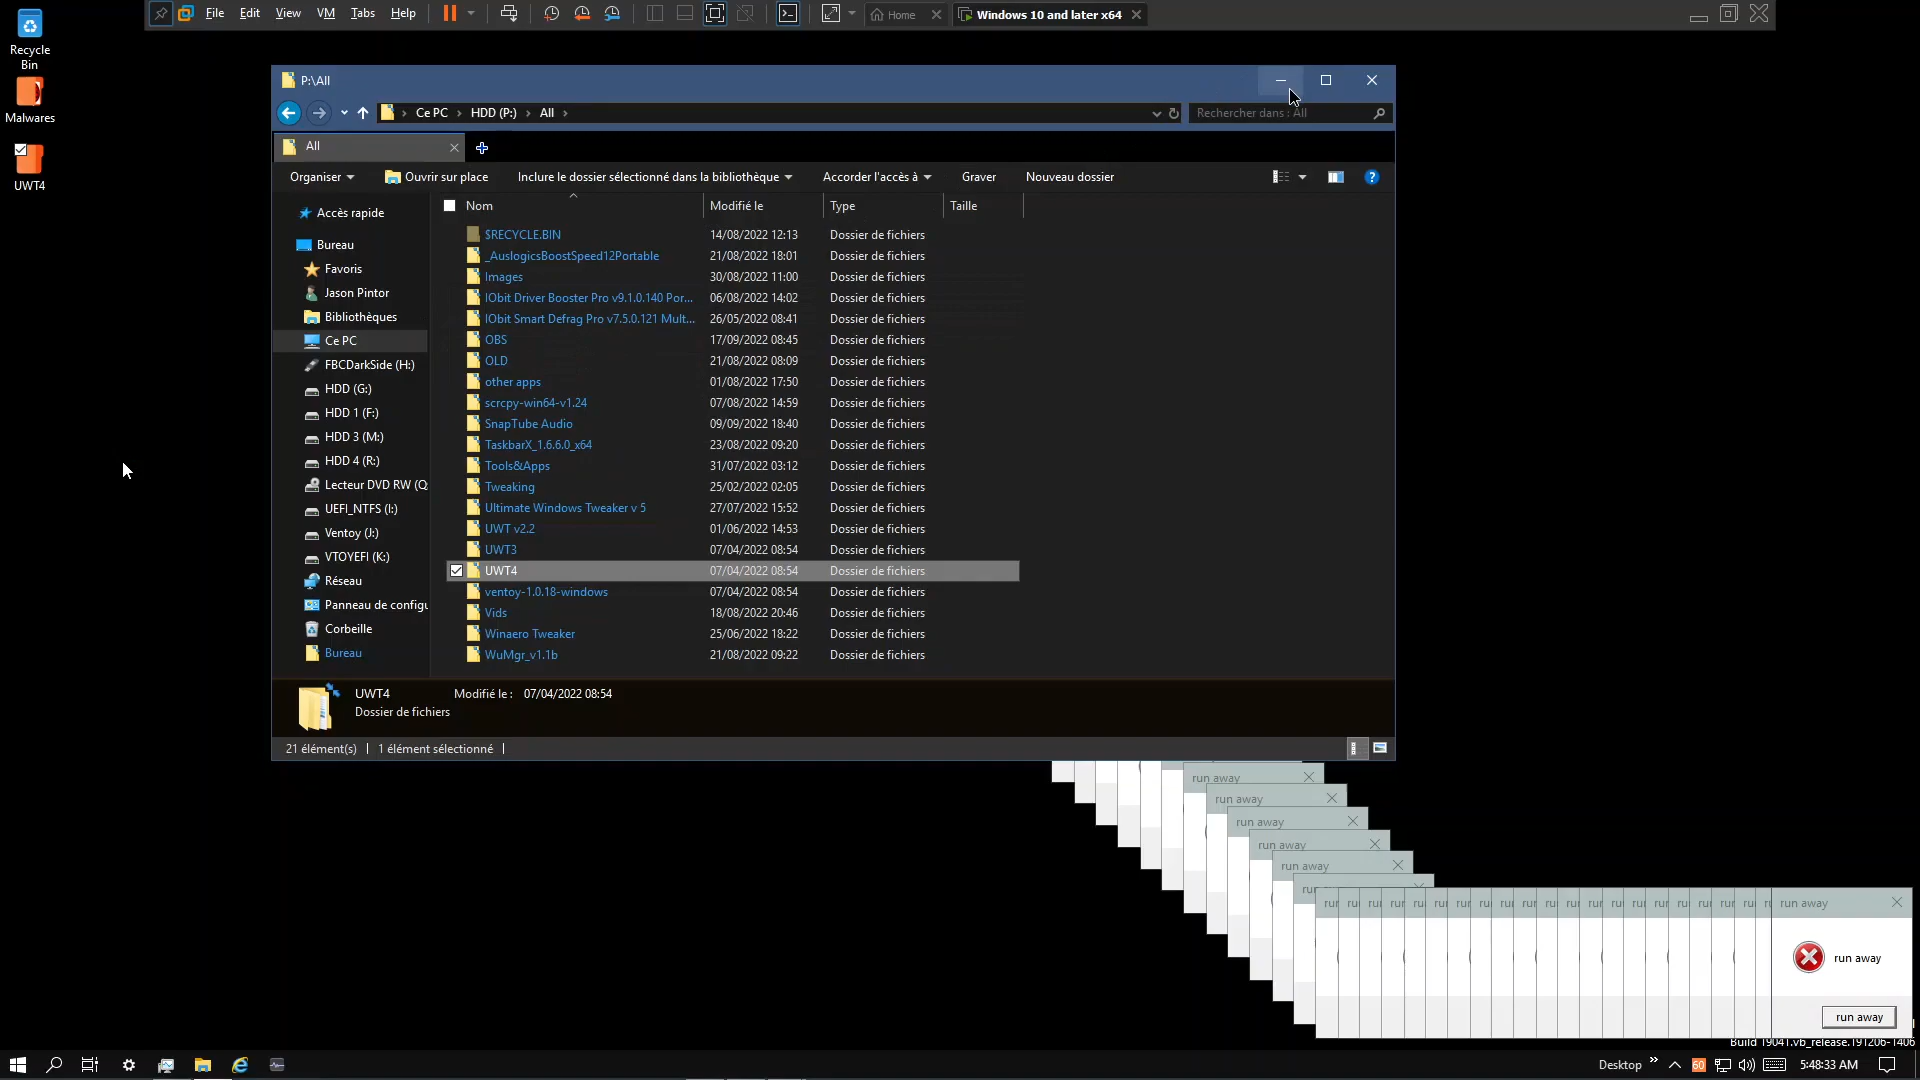 File Edit View VM Tabs Help Home Windows 10 and later x64
Recycle Bin
Malwares
UWT4
P:\All
Ce PC HDD (P:) All Rechercher dans : All
All
Organiser Ouvrir sur place Inclure le dossier sélectionné dans la bibliothèque Accorder l'accès à Graver Nouveau dossier
Nom Modifié le Type Taille
Accès rapide
Bureau
Favoris
Jason Pintor
Bibliothèques
Ce PC
FBCDarkSide (H:)
HDD (G:)
HDD 1 (F:)
HDD 3 (M:)
HDD 4 (R:)
Lecteur DVD RW (Q
UEFI_NTFS (I:)
Ventoy (J:)
VTOYEFI (K:)
Réseau
Panneau de configu
Corbeille
Bureau
$RECYCLE.BIN 14/08/2022 12:13 Dossier de fichiers
_AuslogicsBoostSpeed12Portable 21/08/2022 18:01 Dossier de fichiers
Images 30/08/2022 11:00 Dossier de fichiers
IObit Driver Booster Pro v9.1.0.140 Por... 06/08/2022 14:02 Dossier de fichiers
IObit Smart Defrag Pro v7.5.0.121 Mult... 26/05/2022 08:41 Dossier de fichiers
OBS 17/09/2022 08:45 Dossier de fichiers
OLD 21/08/2022 08:09 Dossier de fichiers
other apps 01/08/2022 17:50 Dossier de fichiers
scrcpy-win64-v1.24 07/08/2022 14:59 Dossier de fichiers
SnapTube Audio 09/09/2022 18:40 Dossier de fichiers
TaskbarX_1.6.6.0_x64 23/08/2022 09:20 Dossier de fichiers
Tools&Apps 31/07/2022 03:12 Dossier de fichiers
Tweaking 25/02/2022 02:05 Dossier de fichiers
Ultimate Windows Tweaker v 5 27/07/2022 15:52 Dossier de fichiers
UWT v2.2 01/06/2022 14:53 Dossier de fichiers
UWT3 07/04/2022 08:54 Dossier de fichiers
UWT4 07/04/2022 08:54 Dossier de fichiers
ventoy-1.0.18-windows 07/04/2022 08:54 Dossier de fichiers
Vids 18/08/2022 20:46 Dossier de fichiers
Winaero Tweaker 25/06/2022 18:22 Dossier de fichiers
WuMgr_v1.1b 21/08/2022 09:22 Dossier de fichiers
UWT4 Modifié le : 07/04/2022 08:54
Dossier de fichiers
21 élément(s) 1 élément sélectionné
run away
run away
run away
run away
run away
run away
run away
run away
Build 19041.vb_release.191206-1406
Desktop 60 5:48:33 AM